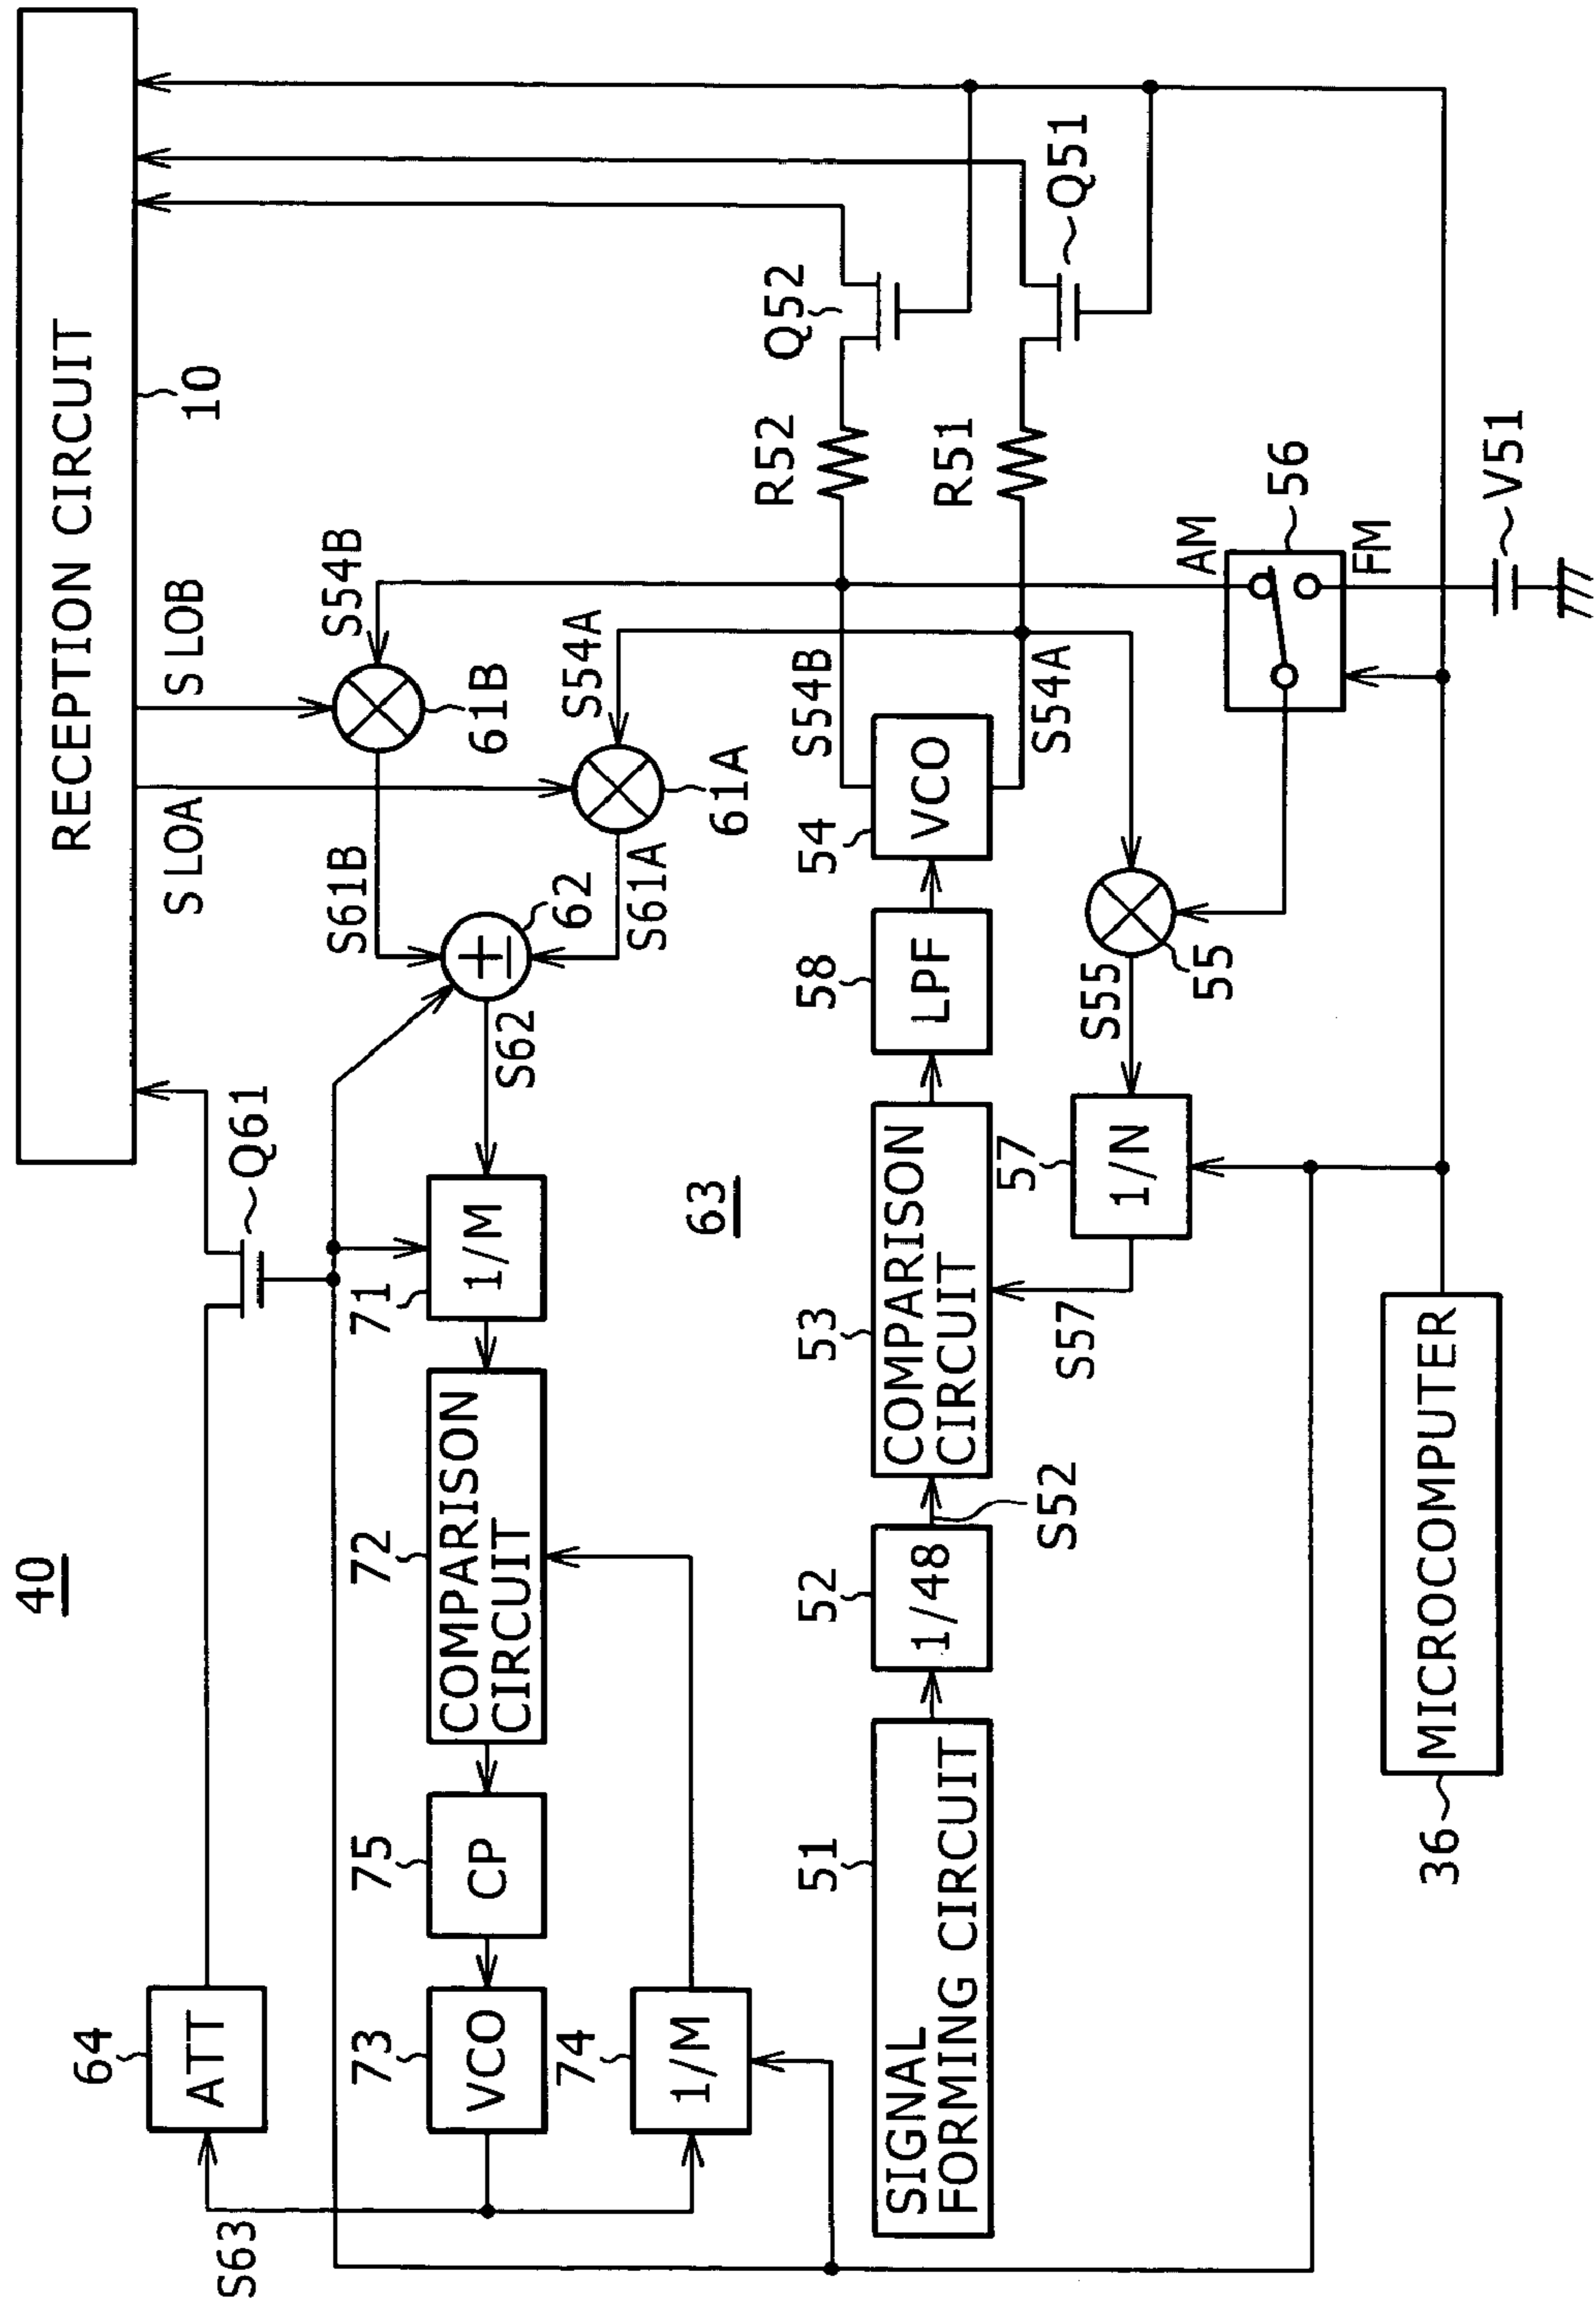 40
RECEPTION CIRCUIT
10
S LOA
S LOB
64
ATT
Q61
S63
S61B
S54B
61B
62
S61A
S54A
61A
S62
73
VCO
75
CP
72
COMPARISON
CIRCUIT
71
1/M
63
74
1/M
R52
Q52
S54B
51
SIGNAL
FORMING CIRCUIT
52
1/48
S52
53
COMPARISON
CIRCUIT
58
LPF
54
VCO
S54A
R51
Q51
S57
57
1/N
S55
55
AM
56
FM
V51
36
MICROCOMPUTER